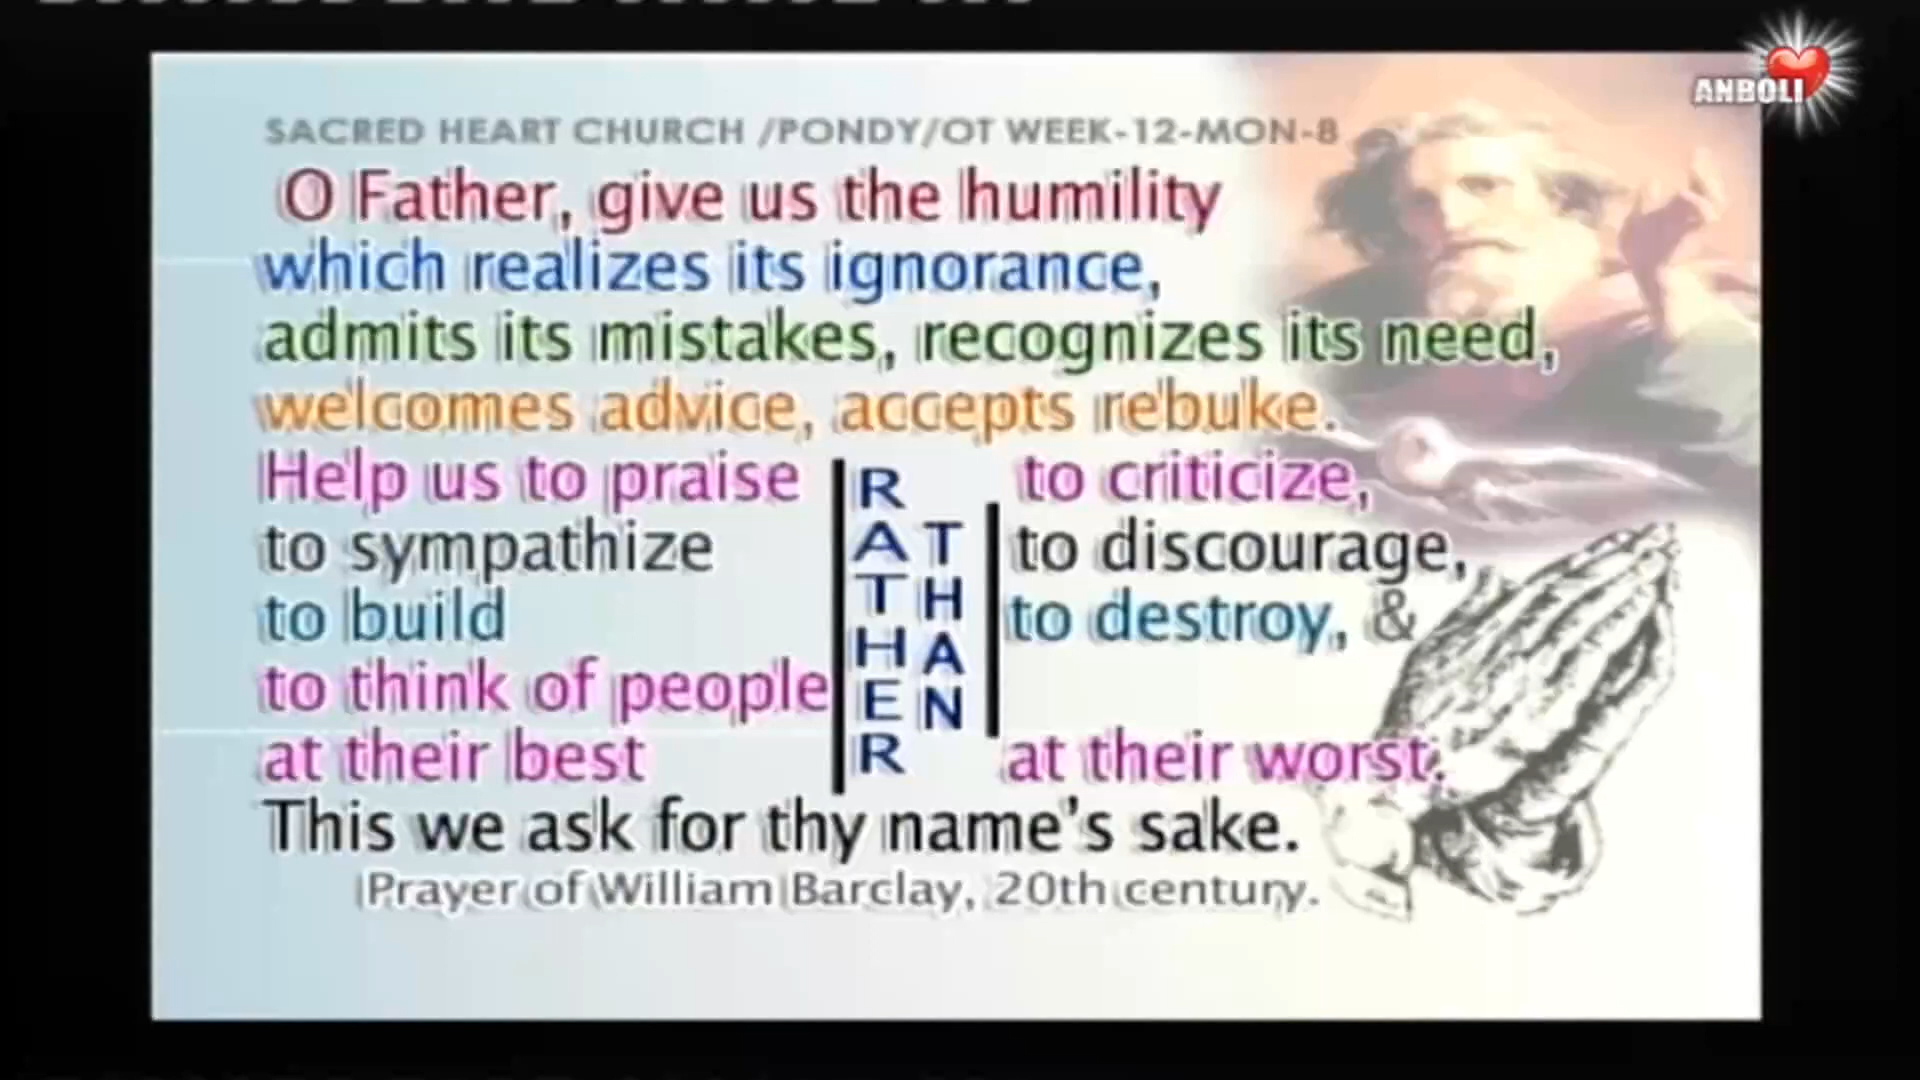 ANBOLI
SACRED HEART CHURCH /PONDY/OT WEEK-12-MON-8
O Father, give us the humility
which realizes its ignorance,
admits its mistakes, recognizes its need,
welcomes advice, accepts rebuke.
Help us to praise
to sympathize
to build
to think of people
at their best
RATHER
THAN
to criticize,
to discourage,
to destroy, &
at their worst.
This we ask for thy name's sake.
Prayer of William Barclay, 20th century.